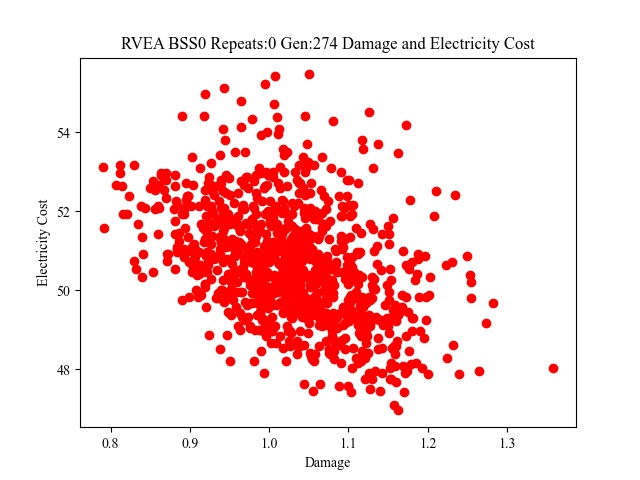 RVEA BSS0 Repeats:0 Gen:274 Damage and Electricity Cost
54
52
50
48
Electricity Cost
0.8 0.9 1.0 1.1 1.2 1.3
Damage